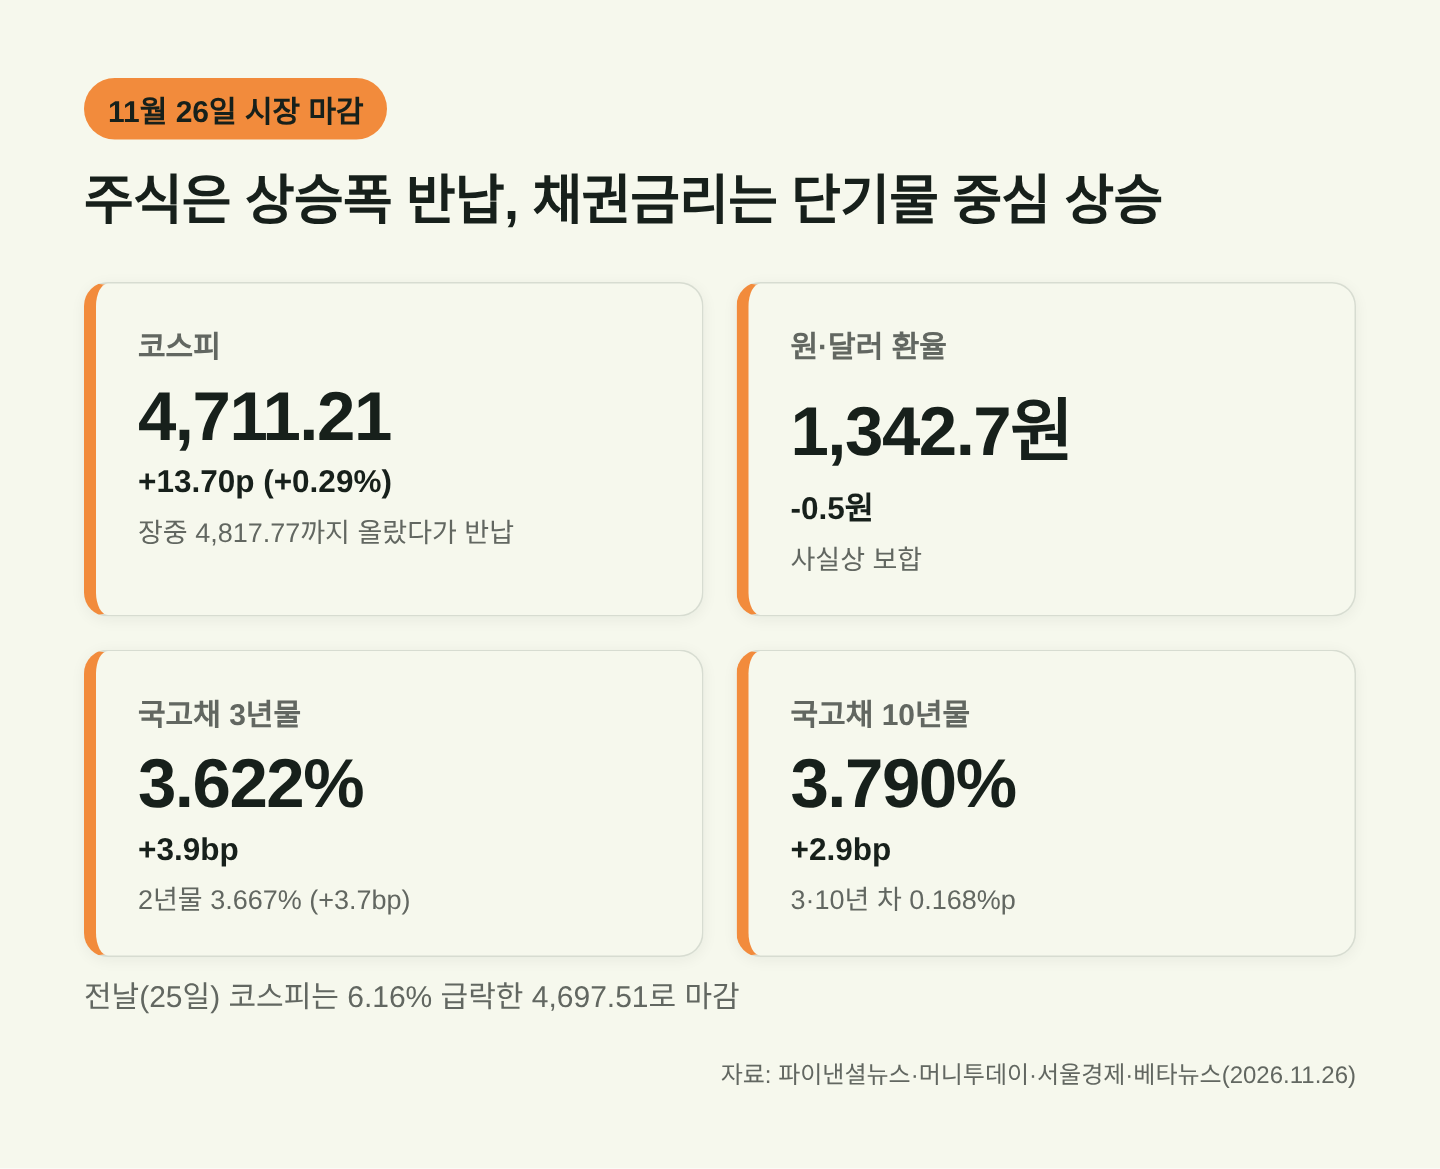 11월 26일 시장 마감
주식은 상승폭 반납, 채권금리는 단기물 중심 상승
코스피
4,711.21
+13.70p (+0.29%)
장중 4,817.77까지 올랐다가 반납
원·달러 환율
1,342.7원
-0.5원
사실상 보합
국고채 3년물
3.622%
+3.9bp
2년물 3.667% (+3.7bp)
국고채 10년물
3.790%
+2.9bp
3·10년 차 0.168%p
전날(25일) 코스피는 6.16% 급락한 4,697.51로 마감
자료: 파이낸셜뉴스·머니투데이·서울경제·베타뉴스(2026.11.26)